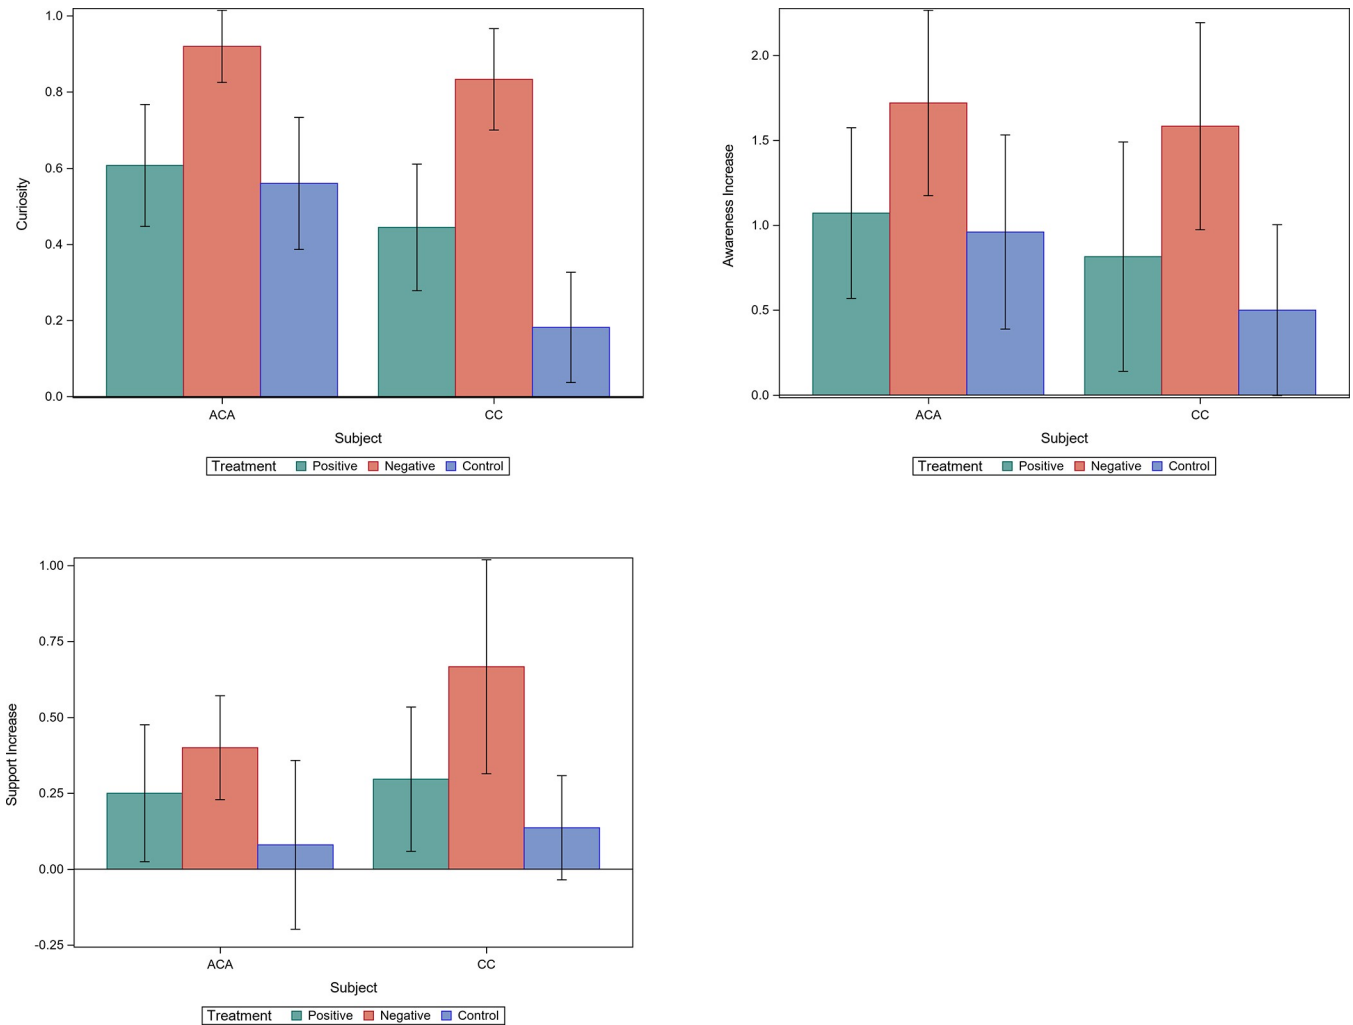 1.0
0.8
0.6
0.4
0.2
0.0
Curiosity
ACA CC
Subject
Treatment Positive Negative Control
2.0
1.5
1.0
0.5
0.0
Awareness Increase
ACA CC
Subject
Treatment Positive Negative Control
1.00
0.75
0.50
0.25
0.00
-0.25
Support Increase
ACA CC
Subject
Treatment Positive Negative Control